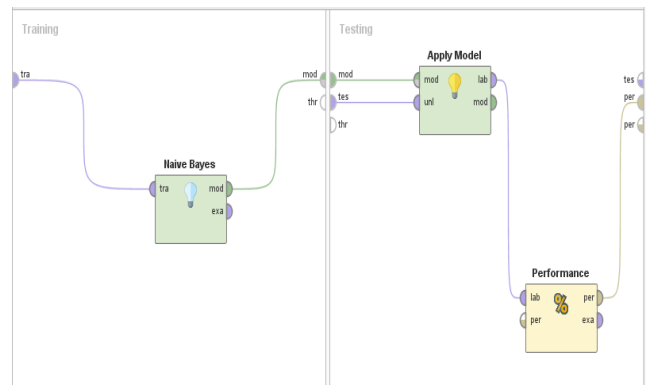 Training
tra
mod
thr
Naive Bayes
tra
mod
exa
Testing
mod
tes
thr
Apply Model
mod
lab
unl
mod
tes
per
per
Performance
lab
per
%
per
exa